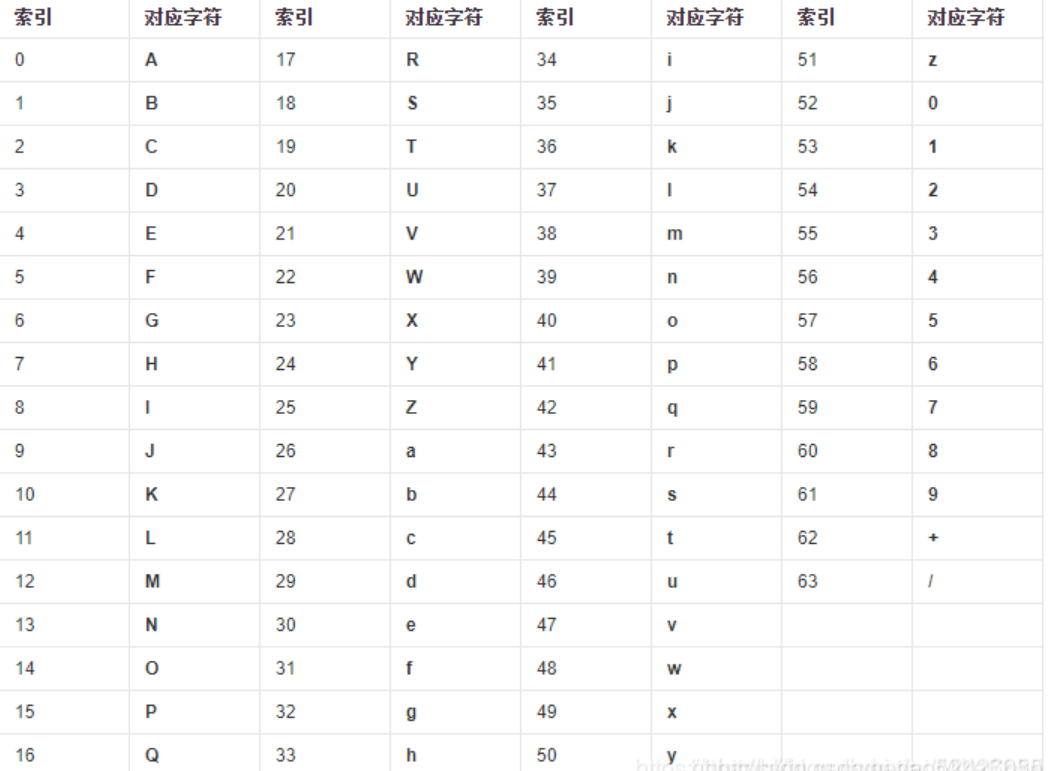 索引 对应字符 索引 对应字符 索引 对应字符 索引 对应字符
0 A 17 R 34 i 51 z
1 B 18 S 35 j 52 0
2 C 19 T 36 k 53 1
3 D 20 U 37 l 54 2
4 E 21 V 38 m 55 3
5 F 22 W 39 n 56 4
6 G 23 X 40 o 57 5
7 H 24 Y 41 p 58 6
8 I 25 Z 42 q 59 7
9 J 26 a 43 r 60 8
10 K 27 b 44 s 61 9
11 L 28 c 45 t 62 +
12 M 29 d 46 u 63 /
13 N 30 e 47 v
14 O 31 f 48 w
15 P 32 g 49 x
16 Q 33 h 50 y